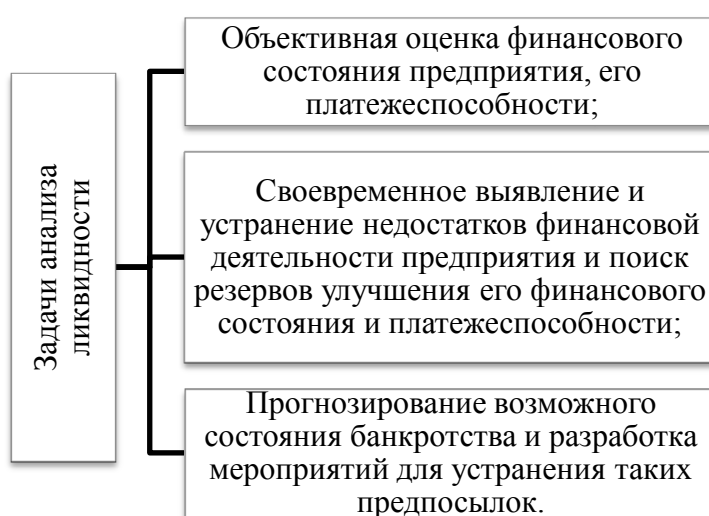 Задачи анализа
ликвидности
Объективная оценка финансового
состояния предприятия, его
платежеспособности;
Своевременное выявление и
устранение недостатков финансовой
деятельности предприятия и поиск
резервов улучшения его финансового
состояния и платежеспособности;
Прогнозирование возможного
состояния банкротства и разработка
мероприятий для устранения таких
предпосылок.